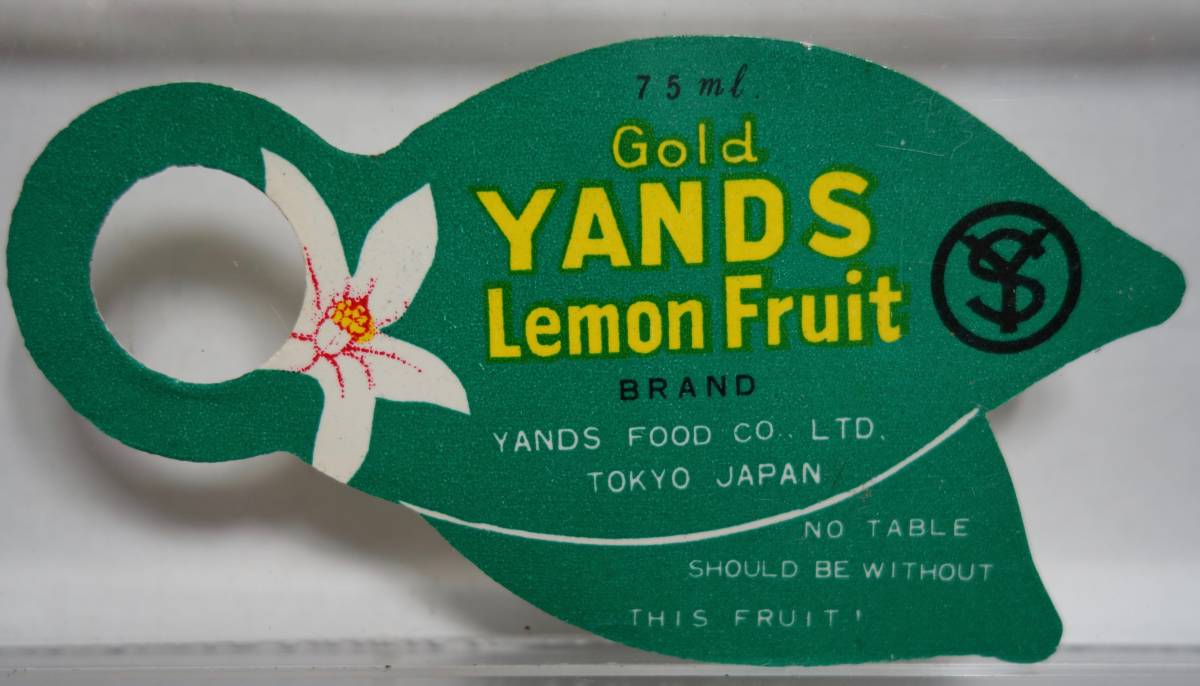 75 ml.
Gold
YANDS
Lemon Fruit
BRAND
YANDS FOOD CO., LTD.
TOKYO JAPAN
YS
NO TABLE
SHOULD BE WITHOUT
THIS FRUIT!